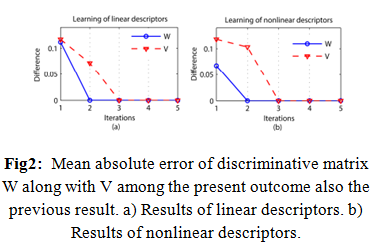 Learning of linear descriptors
Learning of nonlinear descriptors
W
V
W
V
0.1
0.05
0
0.1
0.05
0
Difference
Difference
1 2 3 4 5
1 2 3 4 5
Iterations
Iterations
(a)
(b)
Fig2: Mean absolute error of discriminative matrix
W along with V among the present outcome also the
previous result. a) Results of linear descriptors. b)
Results of nonlinear descriptors.